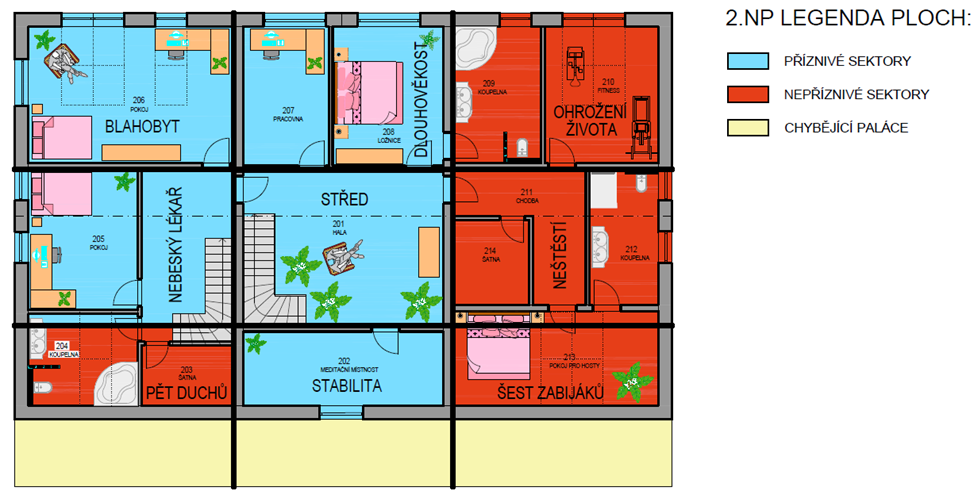 2.NP LEGENDA PLOCH:
PŘÍZNIVÉ SEKTORY
NEPŘÍZNIVÉ SEKTORY
CHYBĚJÍCÍ PALÁCE
206
POKOJ
BLAHOBYT
207
PRACOVNA
208
LOŽNICE
DLOUHOVĚKOST
209
KOUPELNA
210
FITNESS
OHROŽENÍ
ŽIVOTA
205
POKOJ
NEBESKÝ LÉKAŘ
STŘED
201
HALA
211
CHODBA
214
ŠATNA
NEŠTĚSTÍ
212
KOUPELNA
204
KOUPELNA
203
ŠATNA
PĚT DUCHŮ
202
MEDITAČNÍ MÍSTNOST
STABILITA
213
POKOJ PRO HOSTY
ŠEST ZABIJÁKŮ